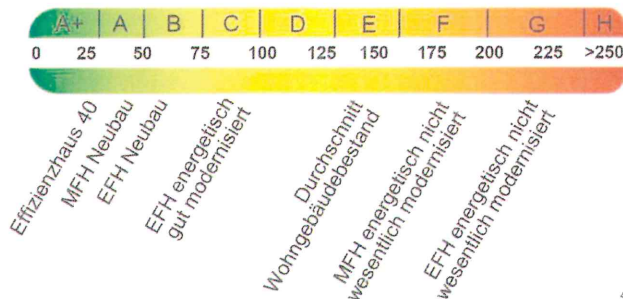 A+ A B C D E F G H
0 25 50 75 100 125 150 175 200 225 >250
Effizienzhaus 40
MFH Neubau
EFH Neubau
EFH energetisch
gut modernisiert
Durchschnitt
Wohngebäudebestand
MFH energetisch nicht
wesentlich modernisiert
EFH energetisch nicht
wesentlich modernisiert